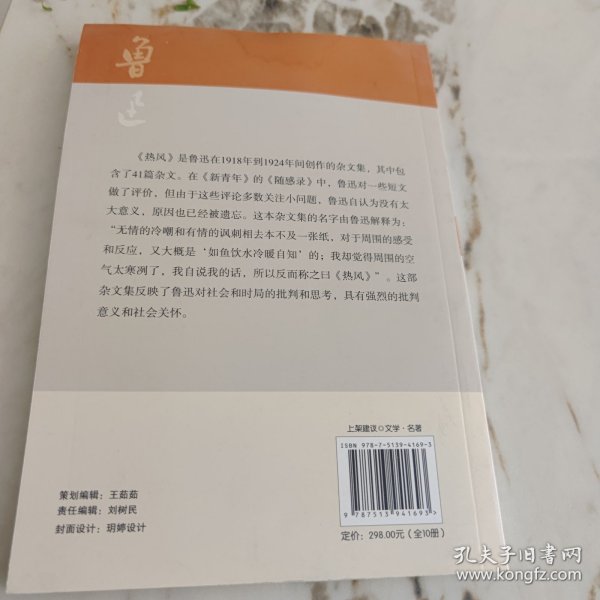 鲁迅
《热风》是鲁迅在1918年到1924年间创作的杂文集，其中包
含了41篇杂文。在《新青年》的《随感录》中，鲁迅对一些短文
做了评价，但由于这些评论多数关注小问题，鲁迅自认为没有太
大意义，原因也已经被遗忘。这本杂文集的名字由鲁迅解释为：
“无情的冷嘲和有情的讽刺相去本不及一张纸，对于周围的感受
和反应，又大概是‘如鱼饮水冷暖自知’的；我却觉得周围的空
气太寒冽了，我自说我的话，所以反而称之曰《热风》”。这部
杂文集反映了鲁迅对社会和时局的批判和思考，具有强烈的批判
意义和社会关怀。
上架建议◎文学·名著
ISBN 978-7-5139-4169-3
9 787513 941693 >
定价：298.00元（全10册）
策划编辑：王茹茹
责任编辑：刘树民
封面设计：玥婷设计
孔夫子旧书网
www.kongfz.com